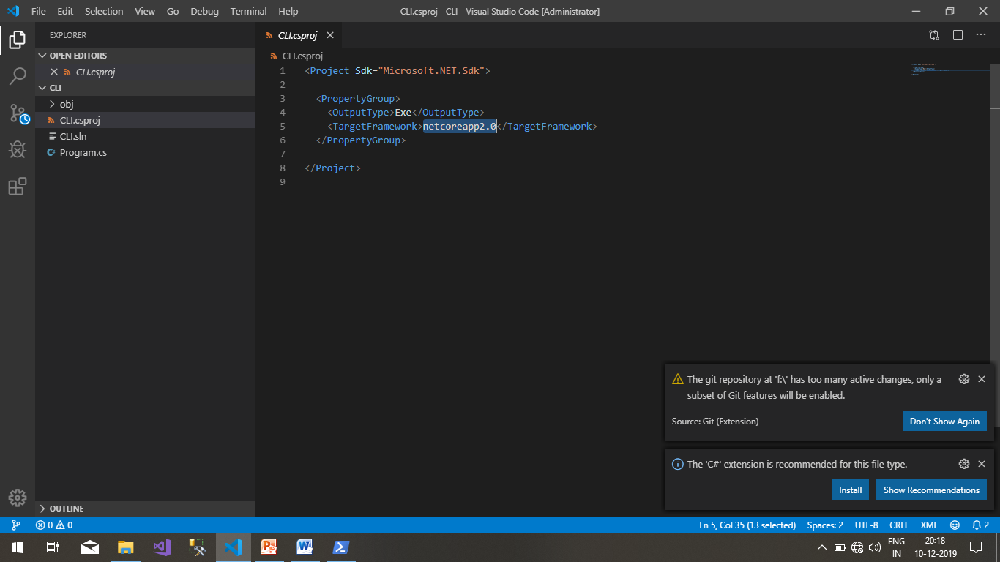 File Edit Selection View Go Debug Terminal Help
CLI.csproj - CLI - Visual Studio Code [Administrator]
EXPLORER
OPEN EDITORS
CLI.csproj
CLI
obj
CLI.csproj
CLI.sln
Program.cs
OUTLINE
CLI.csproj
CLI.csproj
1 <Project Sdk="Microsoft.NET.Sdk">
2
3 <PropertyGroup>
4 <OutputType>Exe</OutputType>
5 <TargetFramework>netcoreapp2.0</TargetFramework>
6 </PropertyGroup>
7
8 </Project>
9
The git repository at 'f:\' has too many active changes, only a
subset of Git features will be enabled.
Source: Git (Extension)
Don't Show Again
The 'C#' extension is recommended for this file type.
Install
Show Recommendations
0 0
Ln 5, Col 35 (13 selected) Spaces: 2 UTF-8 CRLF XML 2
ENG
IN
20:18
10-12-2019